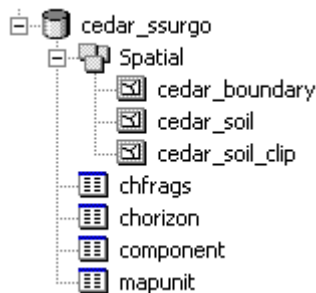 cedar_ssurgo
Spatial
cedar_boundary
cedar_soil
cedar_soil_clip
chfrags
chorizon
component
mapunit